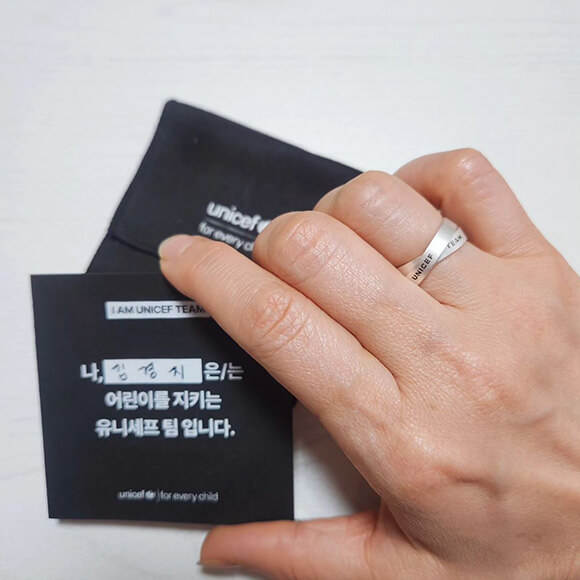 unicef
for every
UNICEF TEAM
I AM UNICEF TEAM
나, 김 경 지 은/는
어린이를 지키는
유니세프 팀 입니다.
unicef for every child